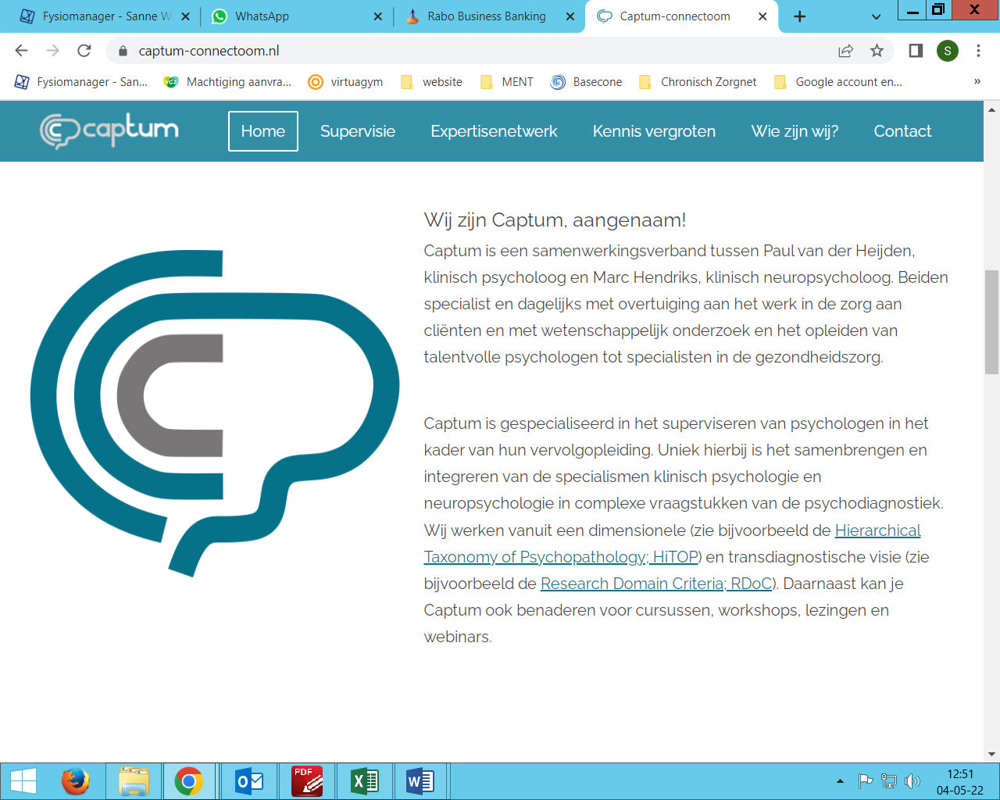 Fysiomanager - Sanne W
WhatsApp
Rabo Business Banking
Captum-connectoom
captum-connectoom.nl
S
Fysiomanager - San...
VGZ
Machtiging aanvra...
virtuagym
website
MENT
Basecone
Chronisch Zorgnet
Google account en...
»
captum
Home
Supervisie
Expertisenetwerk
Kennis vergroten
Wie zijn wij?
Contact
Wij zijn Captum, aangenaam!
Captum is een samenwerkingsverband tussen Paul van der Heijden,
klinisch psycholoog en Marc Hendriks, klinisch neuropsycholoog. Beiden
specialist en dagelijks met overtuiging aan het werk in de zorg aan
cliënten en met wetenschappelijk onderzoek en het opleiden van
talentvolle psychologen tot specialisten in de gezondheidszorg.
Captum is gespecialiseerd in het superviseren van psychologen in het
kader van hun vervolgopleiding. Uniek hierbij is het samenbrengen en
integreren van de specialismen klinisch psychologie en
neuropsychologie in complexe vraagstukken van de psychodiagnostiek.
Wij werken vanuit een dimensionele (zie bijvoorbeeld de Hierarchical
Taxonomy of Psychopathology; HiTOP) en transdiagnostische visie (zie
bijvoorbeeld de Research Domain Criteria; RDoC). Daarnaast kan je
Captum ook benaderen voor cursussen, workshops, lezingen en
webinars.
PDF
12:51
04-05-22